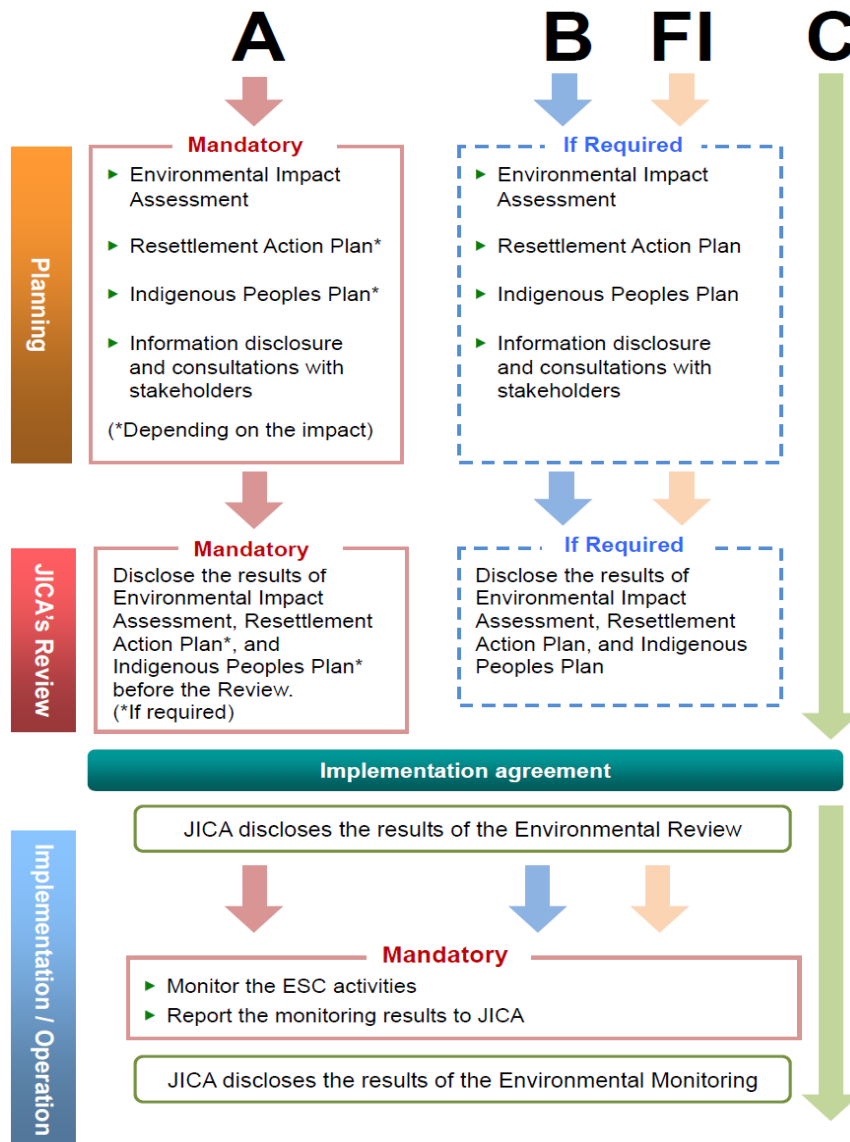 A
B
FI
C
Planning
Mandatory
► Environmental Impact
Assessment
► Resettlement Action Plan*
► Indigenous Peoples Plan*
► Information disclosure
and consultations with
stakeholders
(*Depending on the impact)
If Required
► Environmental Impact
Assessment
► Resettlement Action Plan
► Indigenous Peoples Plan
► Information disclosure
and consultations with
stakeholders
JICA's Review
Mandatory
Disclose the results of
Environmental Impact
Assessment, Resettlement
Action Plan*, and
Indigenous Peoples Plan*
before the Review.
(*If required)
If Required
Disclose the results of
Environmental Impact
Assessment, Resettlement
Action Plan, and Indigenous
Peoples Plan
Implementation agreement
JICA discloses the results of the Environmental Review
Implementation / Operation
Mandatory
► Monitor the ESC activities
► Report the monitoring results to JICA
JICA discloses the results of the Environmental Monitoring